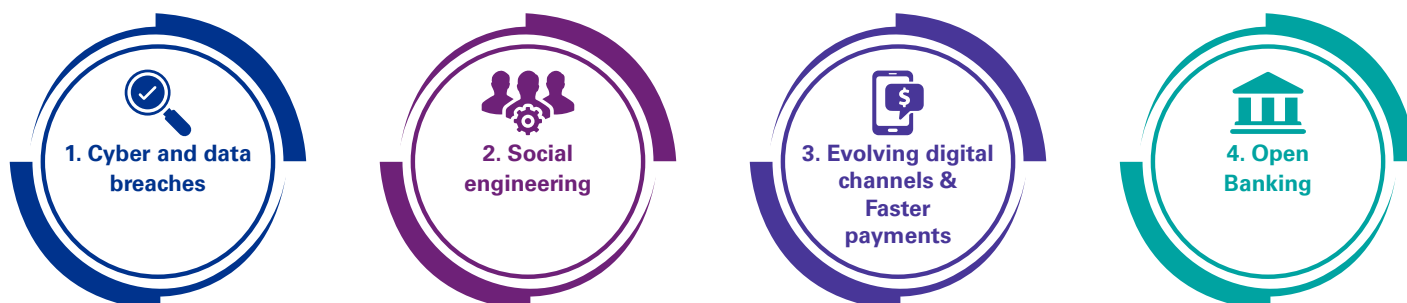 1. Cyber and data
breaches
2. Social
engineering
3. Evolving digital
channels &
Faster
payments
4. Open
Banking
$